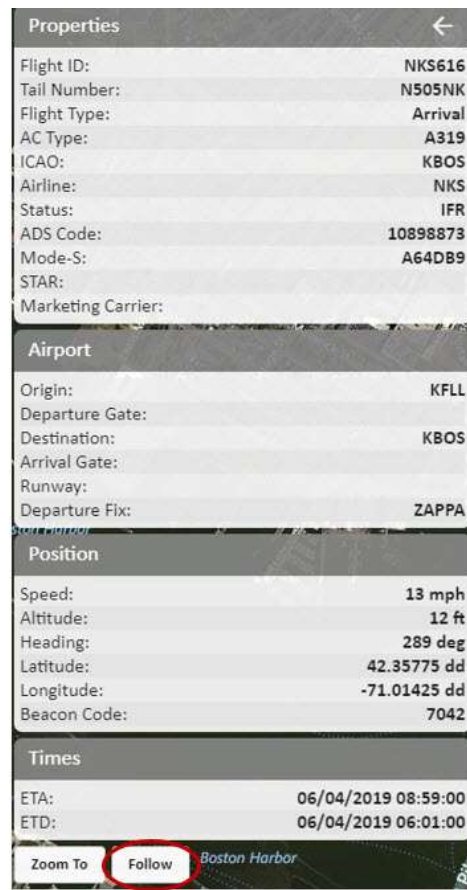 Properties
Flight ID: NKS616
Tail Number: N505NK
Flight Type: Arrival
AC Type: A319
ICAO: KBOS
Airline: NKS
Status: IFR
ADS Code: 10898873
Mode-S: A64DB9
STAR:
Marketing Carrier:
Airport
Origin: KFLL
Departure Gate:
Destination: KBOS
Arrival Gate:
Runway:
Departure Fix: ZAPPA
Position
Speed: 13 mph
Altitude: 12 ft
Heading: 289 deg
Latitude: 42.35775 dd
Longitude: -71.01425 dd
Beacon Code: 7042
Times
ETA: 06/04/2019 08:59:00
ETD: 06/04/2019 06:01:00
Zoom To Follow Boston Harbor